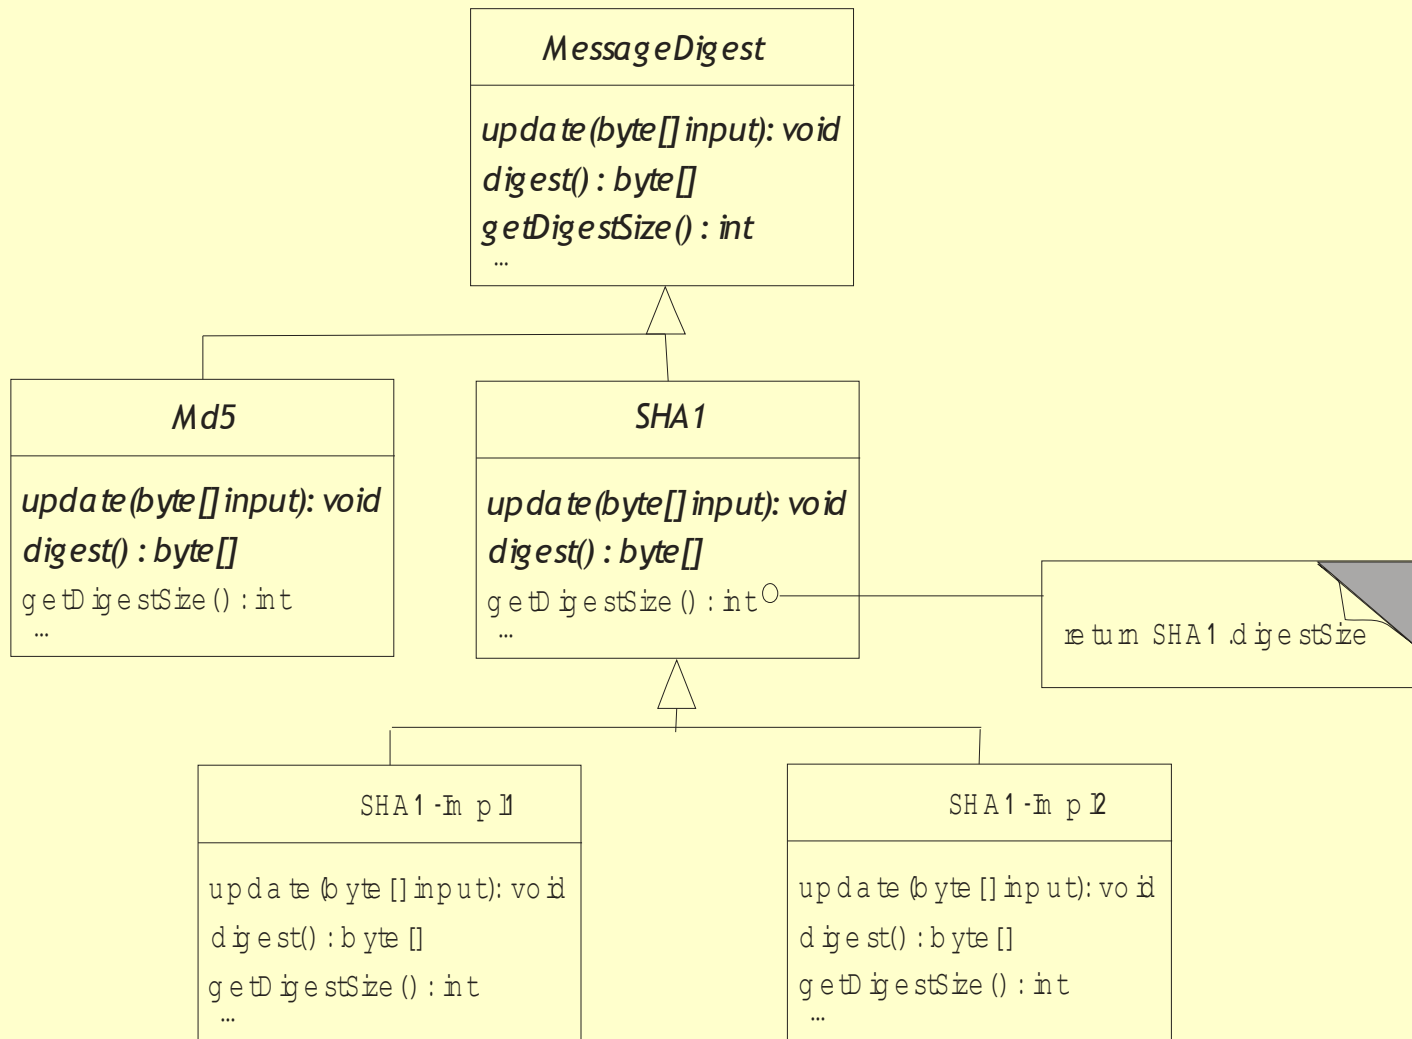 MessageDigest
update(byte[] input): void
digest() : byte[]
getDigestSize() : int
...
Md5
update(byte[] input): void
digest() : byte[]
getDigestSize() : int
...
SHA1
update(byte[] input): void
digest() : byte[]
getDigestSize() : int
...
return SHA1.digestSize
SHA1-Impl1
update(byte[] input): void
digest() : byte[]
getDigestSize() : int
...
SHA1-Impl2
update(byte[] input): void
digest() : byte[]
getDigestSize() : int
...